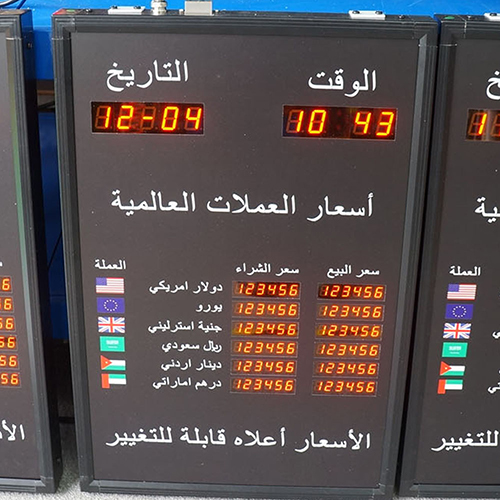 الوقت التاريخ
10 43 12-04
أسعار العملات العالمية
سعر البيع سعر الشراء العملة
دولار امريكي 123456 123456
يورو 123456 123456
جنية استرليني 123456 123456
ريال سعودي 123456 123456
دينار اردني 123456 123456
درهم اماراتي 123456 123456
الأسعار أعلاه قابلة للتغيير
العملة
للتغيير